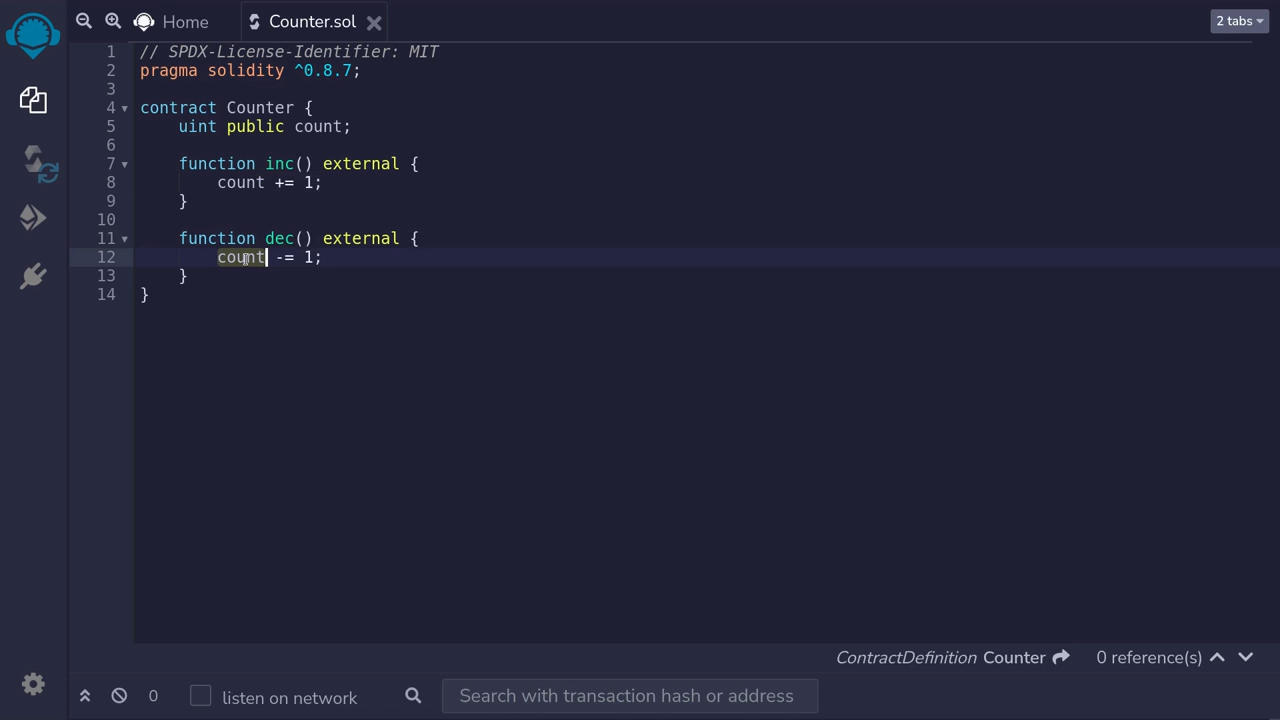 Home
Counter.sol
2 tabs
1 // SPDX-License-Identifier: MIT
2 pragma solidity ^0.8.7;
3
4 contract Counter {
5     uint public count;
6
7     function inc() external {
8         count += 1;
9     }
10
11     function dec() external {
12         count -= 1;
13     }
14 }
ContractDefinition Counter 0 reference(s)
0 listen on network Search with transaction hash or address